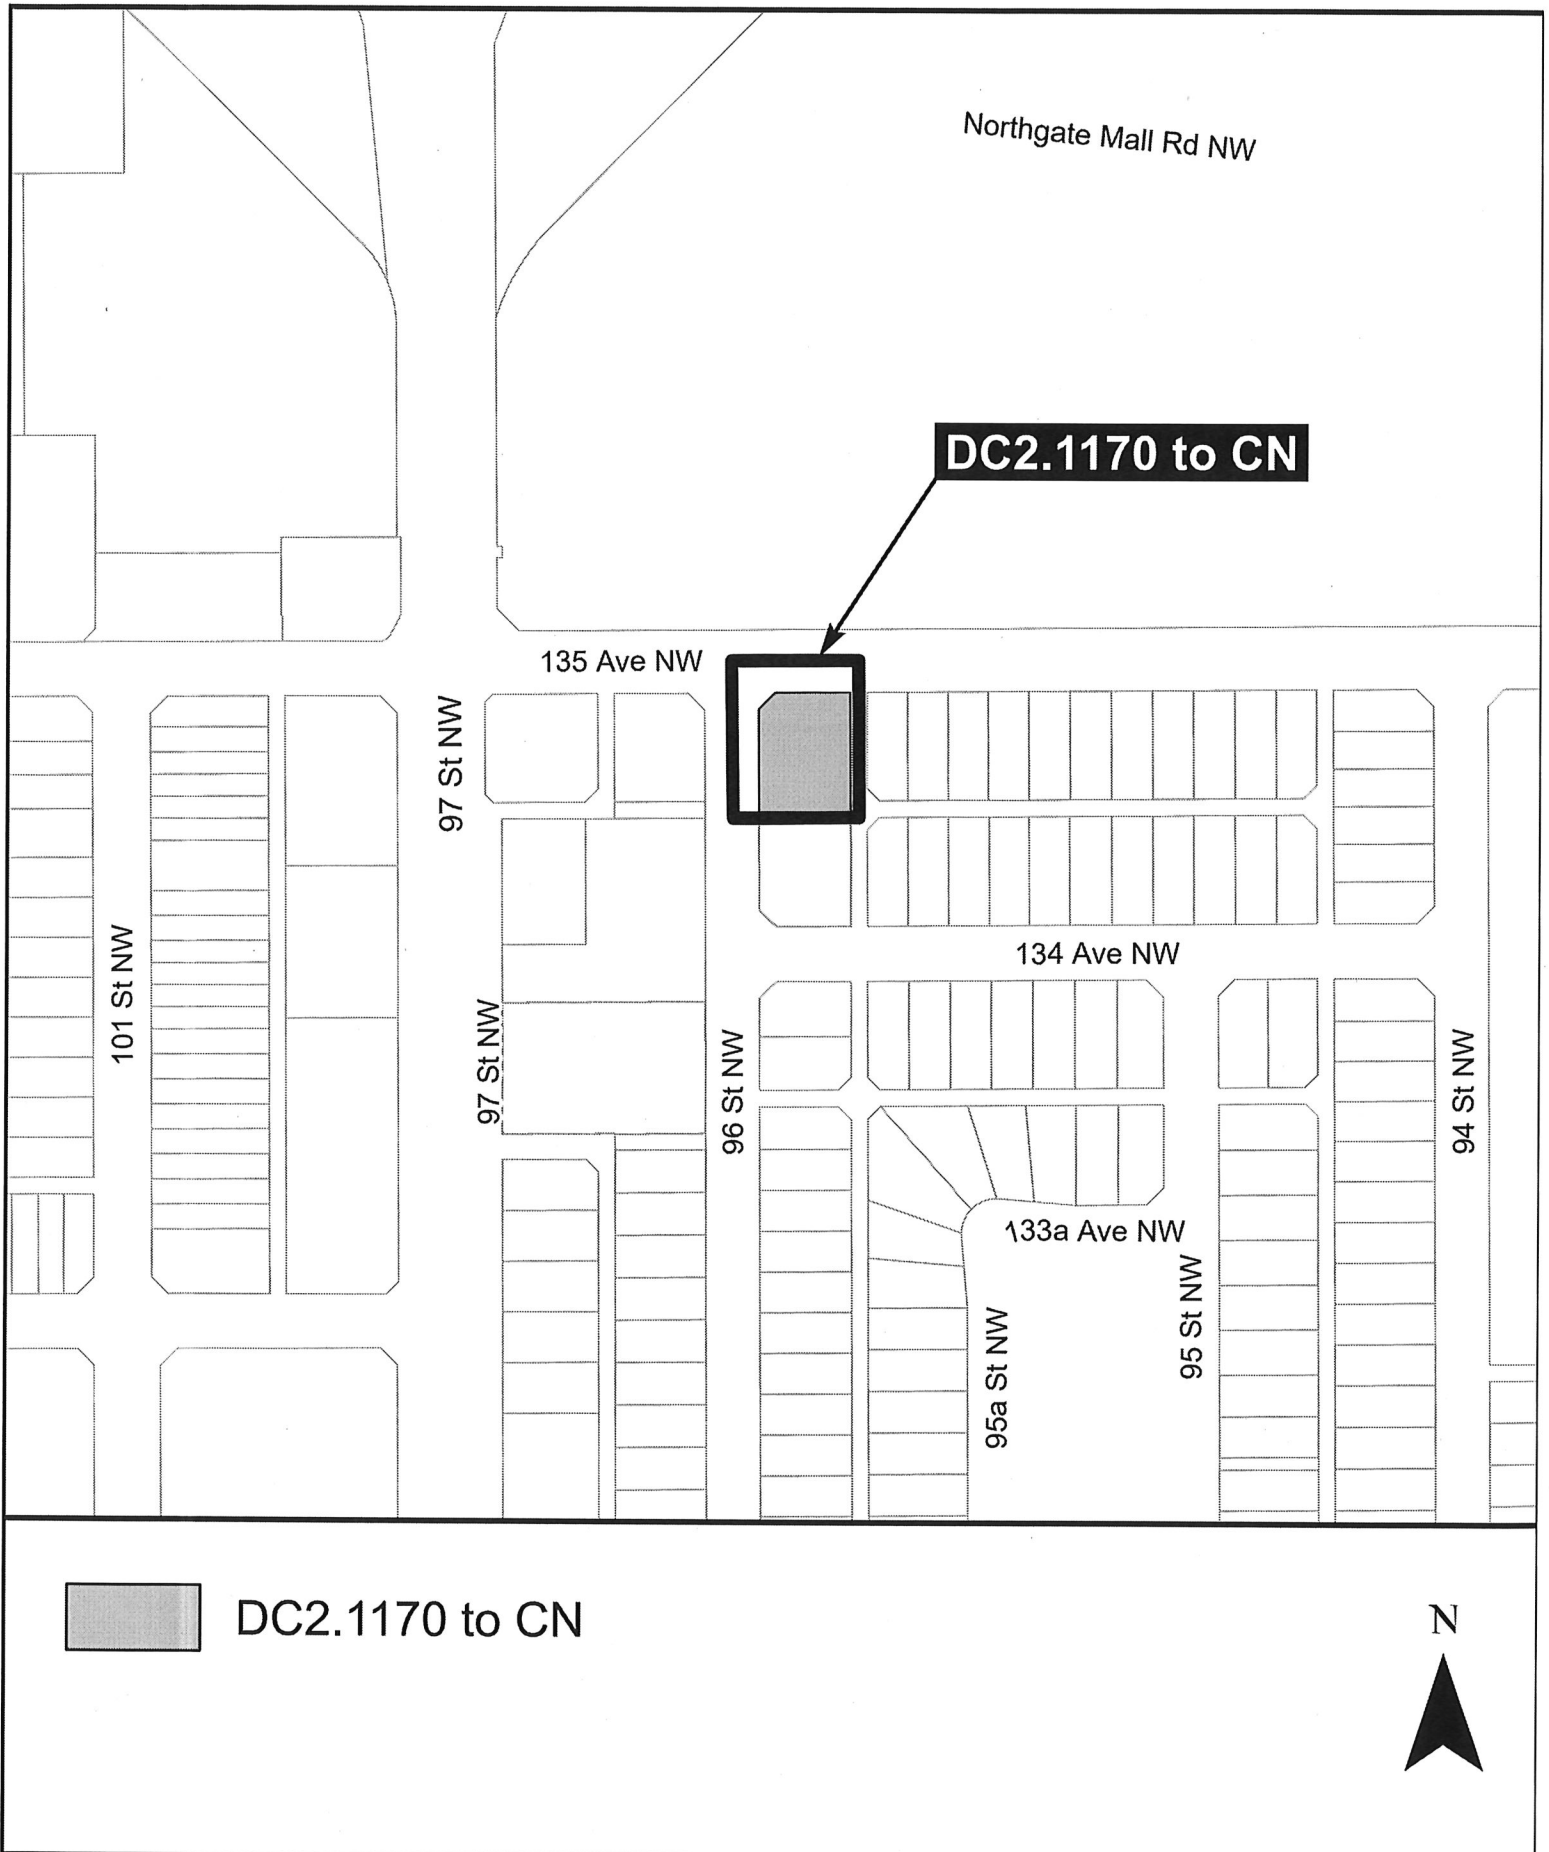 Northgate Mall Rd NW
DC2.1170 to CN
135 Ave NW
97 St NW
101 St NW
134 Ave NW
97 St NW
96 St NW
94 St NW
133a Ave NW
95 St NW
95a St NW
DC2.1170 to CN
N